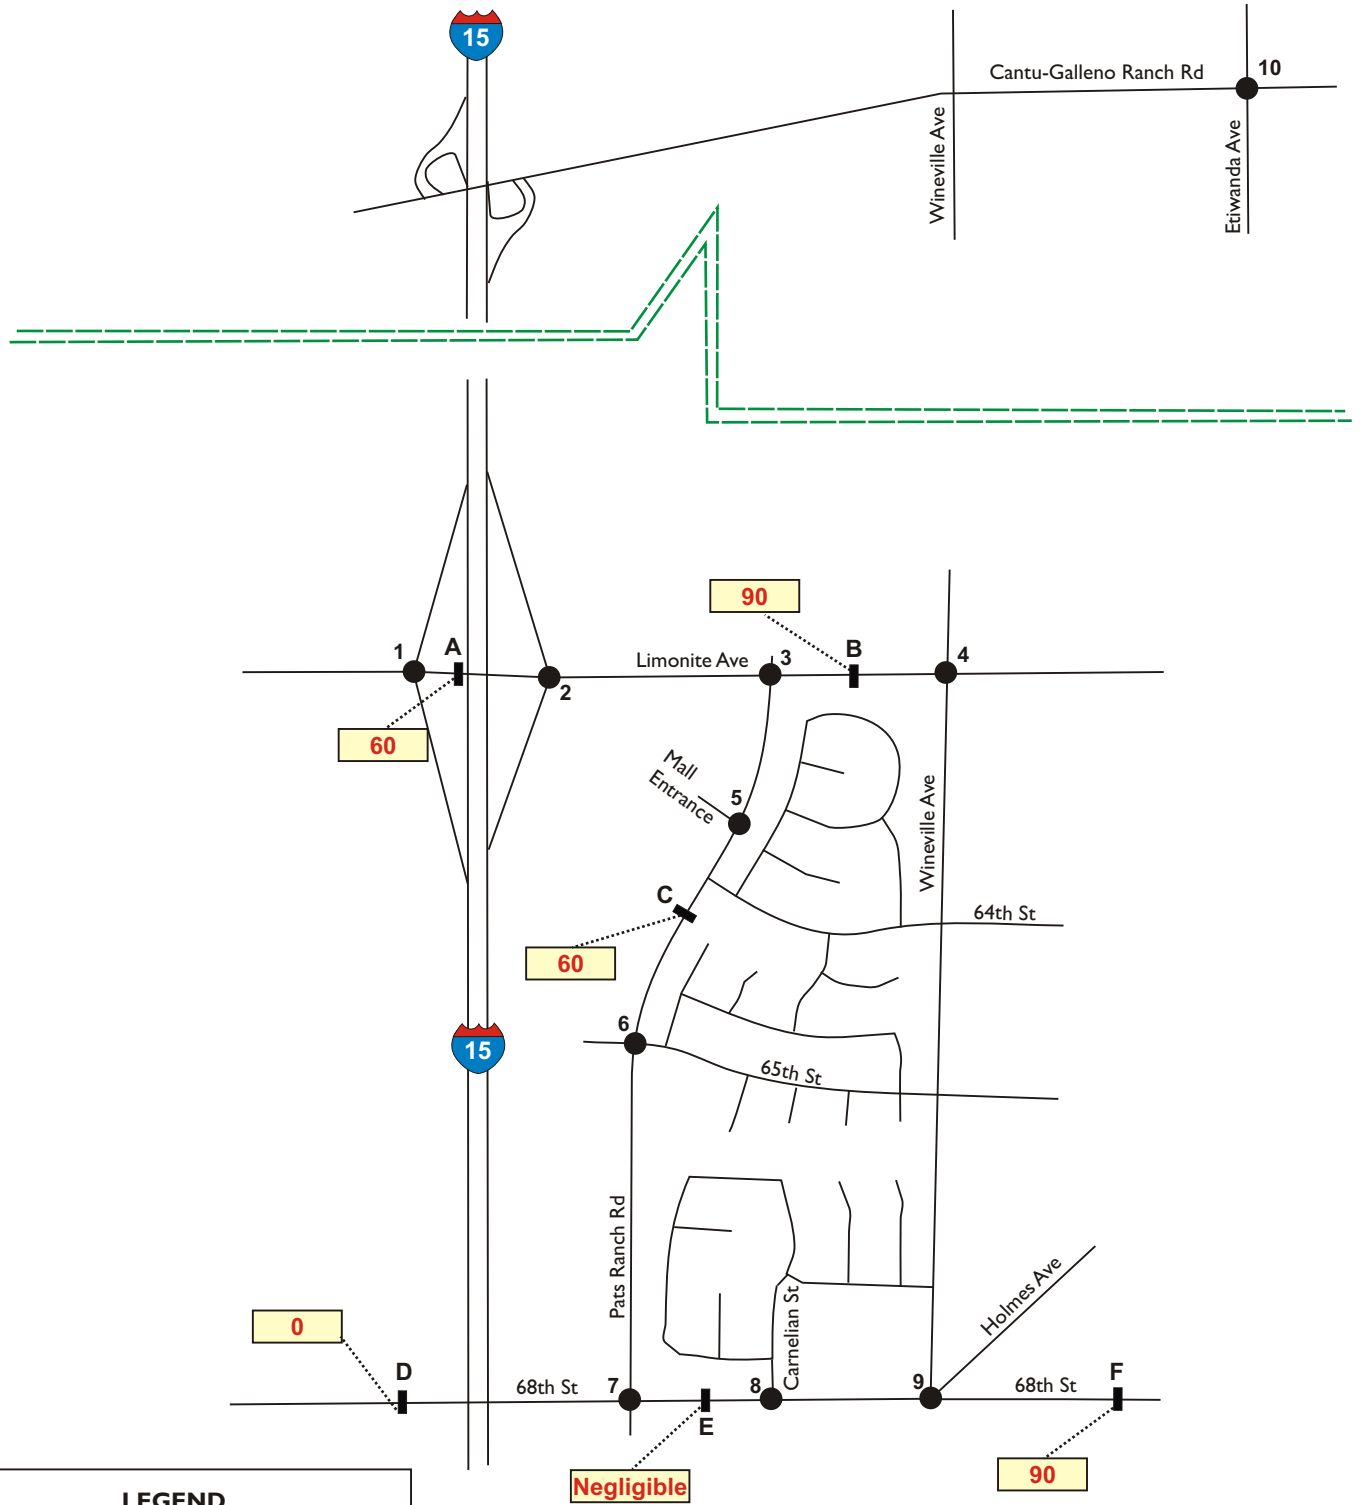 15
Cantu-Galleno Ranch Rd
10
Wineville Ave
Etiwanda Ave
90
1
A
Limonite Ave
3
B
4
2
60
Mall
Entrance
5
Wineville Ave
C
64th St
60
6
15
65th St
Pats Ranch Rd
Holmes Ave
0
Carnelian St
D
68th St
7
8
9
68th St
F
E
90
Negligible
LEGEND